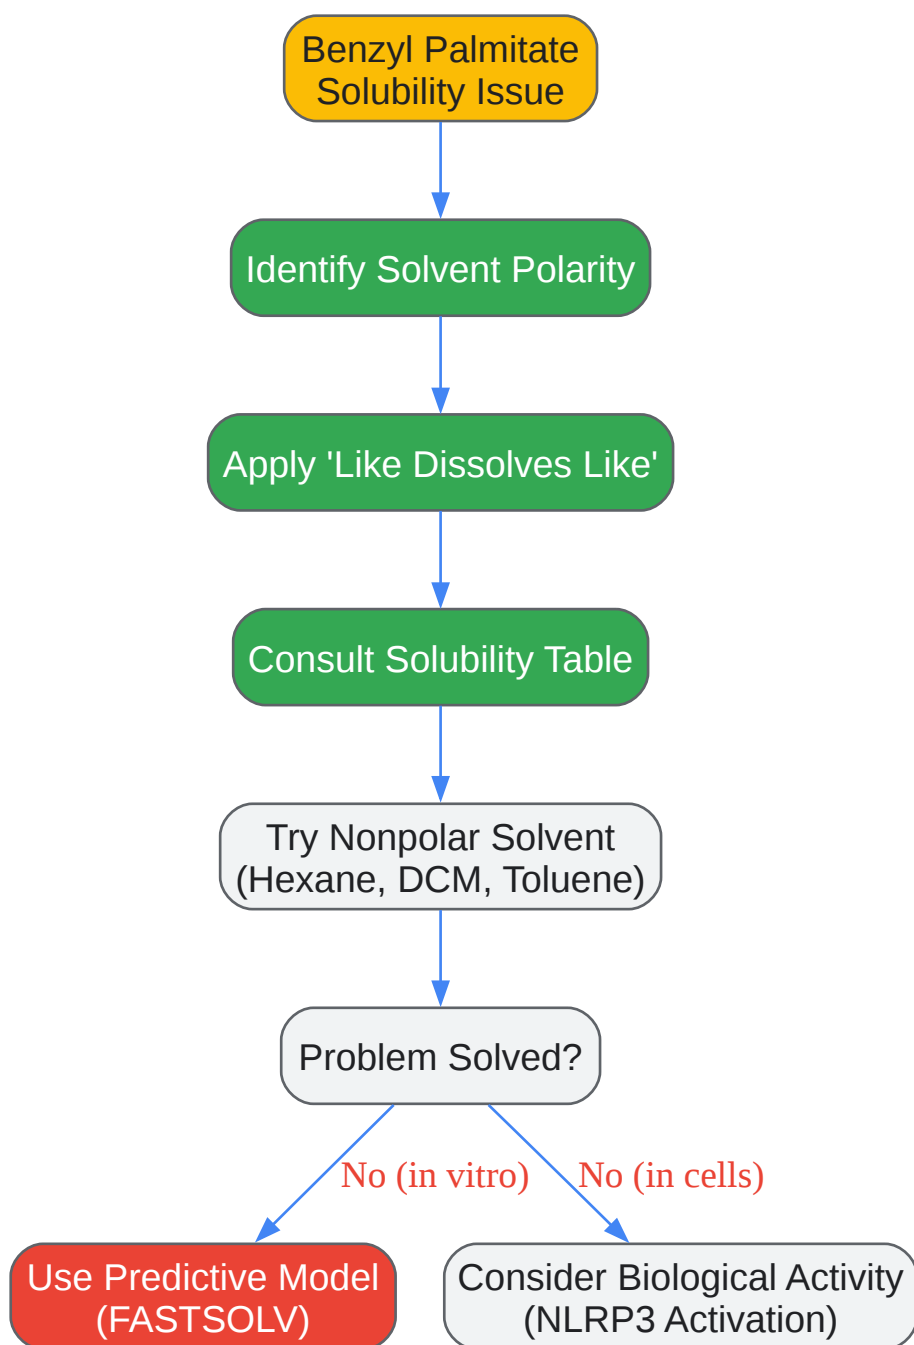 Benzyl Palmitate
Solubility Issue
Identify Solvent Polarity
Apply 'Like Dissolves Like'
Consult Solubility Table
Try Nonpolar Solvent
(Hexane, DCM, Toluene)
Problem Solved?
No (in vitro)
No (in cells)
Use Predictive Model
(FASTSOLV)
Consider Biological Activity
(NLRP3 Activation)